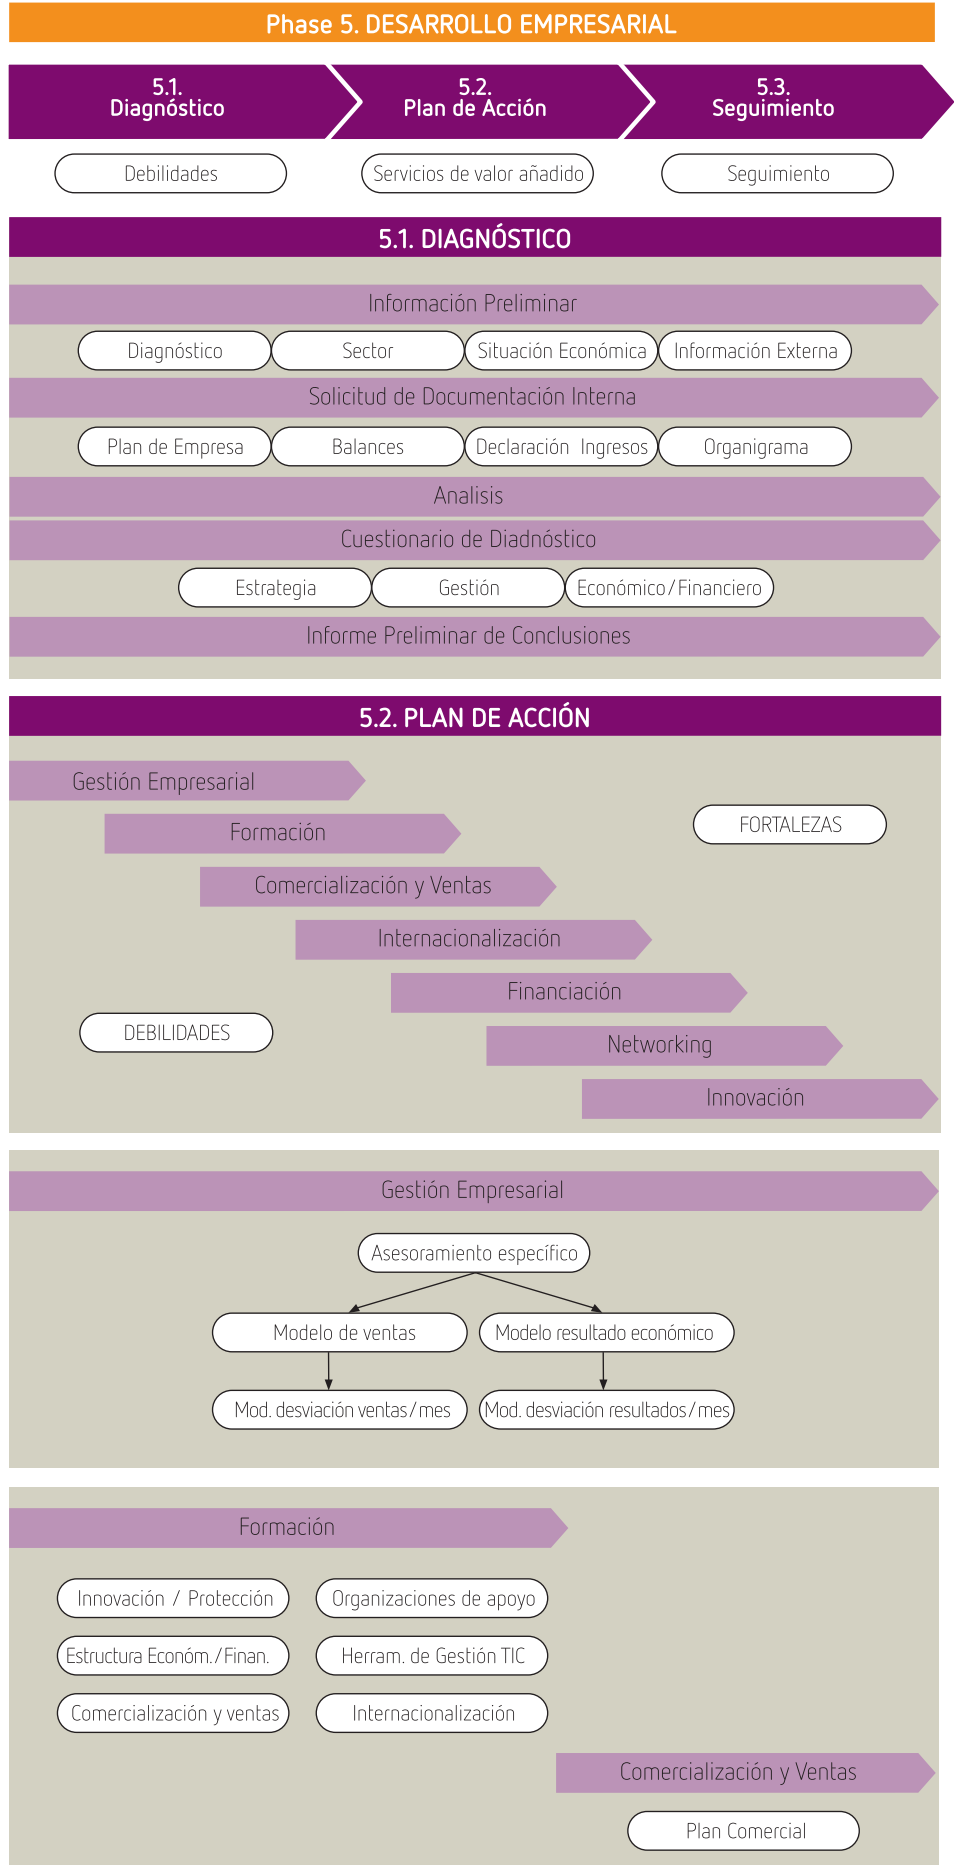 Phase 5. DESARROLLO EMPRESARIAL
5.1.
Diagnóstico
5.2.
Plan de Acción
5.3.
Seguimiento
Debilidades
Servicios de valor añadido
Seguimiento
5.1. DIAGNÓSTICO
Información Preliminar
Diagnóstico
Sector
Situación Económica
Información Externa
Solicitud de Documentación Interna
Plan de Empresa
Balances
Declaración Ingresos
Organigrama
Analisis
Cuestionario de Diadnóstico
Estrategia
Gestión
Económico/Financiero
Informe Preliminar de Conclusiones
5.2. PLAN DE ACCIÓN
Gestión Empresarial
FORTALEZAS
Formación
Comercialización y Ventas
Internacionalización
Financiación
DEBILIDADES
Networking
Innovación
Gestión Empresarial
Asesoramiento específico
Modelo de ventas
Modelo resultado económico
Mod. desviación ventas/mes
Mod. desviación resultados/mes
Formación
Innovación / Protección
Organizaciones de apoyo
Estructura Económ./Finan.
Herram. de Gestión TIC
Comercialización y ventas
Internacionalización
Comercialización y Ventas
Plan Comercial